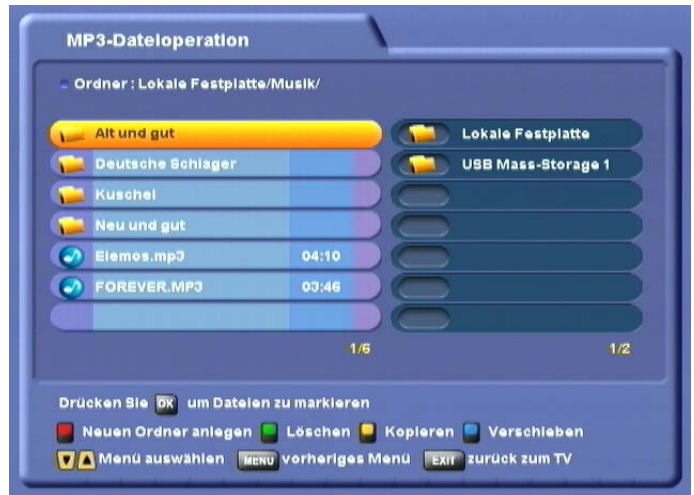 MP3-Dateioperation
Ordner : Lokale Festplatte/Musik/
Alt und gut
Deutsche Schlager
Kuschel
Neu und gut
Elemos.mp3 04:10
FOREVER.MP3 03:46
1/6
Lokale Festplatte
USB Mass-Storage 1
1/2
Drücken Sie OK um Dateien zu markieren
Neuen Ordner anlegen Löschen Kopieren Verschieben
Menü auswählen MENU vorheriges Menü EXIT zurück zum TV